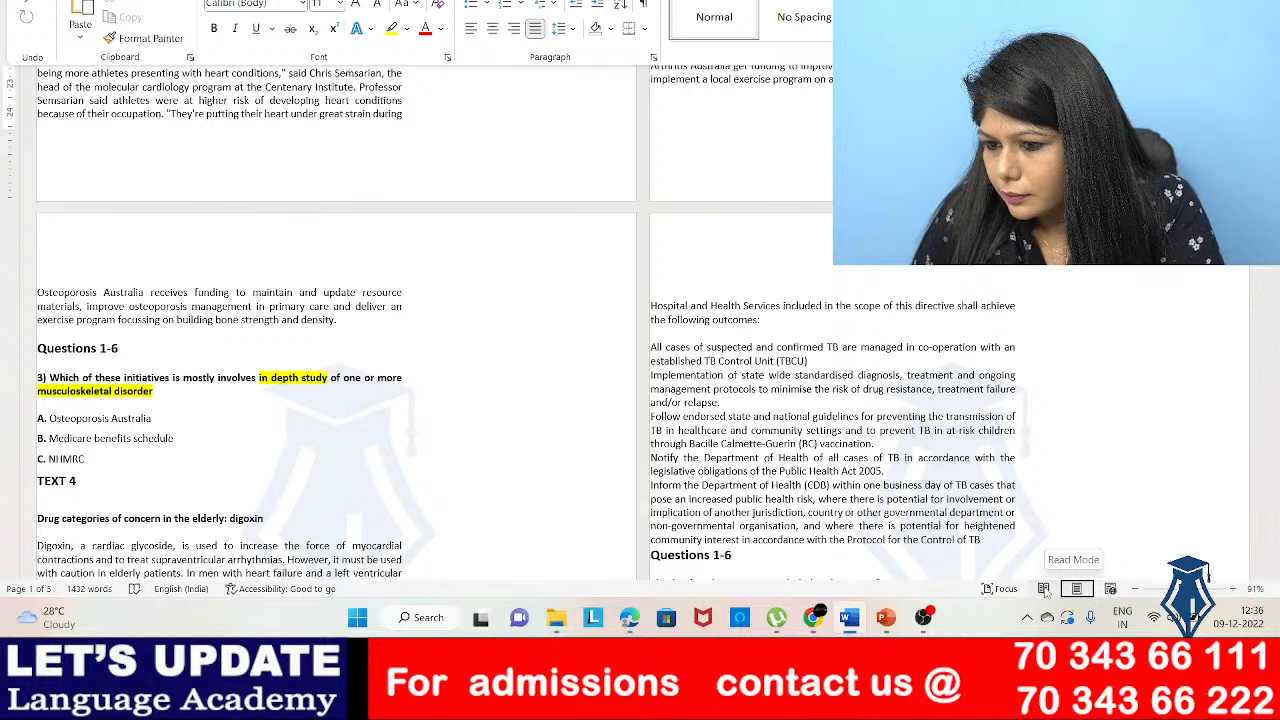 Calibri (Body)
11
Aa
Paste
Copy
Format Painter
Normal
No Spacing
B I U ab x₂ x² A A
Clipboard
Font
Paragraph
23
24
being more athletes presenting with heart conditions," said Chris Semsarian, the
head of the molecular cardiology program at the Centenary Institute. Professor
Semsarian said athletes were at higher risk of developing heart conditions
because of their occupation. "They're putting their heart under great strain during
Arthritis Australia get funding to
implement a local exercise program on a
Osteoporosis Australia receives funding to maintain and update resource
materials, improve osteoporosis management in primary care and deliver an
exercise program focussing on building bone strength and density.
Questions 1-6
3) Which of these initiatives is mostly involves in depth study of one or more
musculoskeletal disorder
A. Osteoporosis Australia
B. Medicare benefits schedule
C. NHMRC
TEXT 4
Drug categories of concern in the elderly: digoxin
Digoxin, a cardiac glycoside, is used to increase the force of myocardial
contractions and to treat supraventricular arrhythmias. However, it must be used
with caution in elderly patients. In men with heart failure and a left ventricular
Hospital and Health Services included in the scope of this directive shall achieve
the following outcomes:
All cases of suspected and confirmed TB are managed in co-operation with an
established TB Control Unit (TBCU)
Implementation of state wide standardised diagnosis, treatment and ongoing
management protocols to minimise the risk of drug resistance, treatment failure
and/or relapse.
Follow endorsed state and national guidelines for preventing the transmission of
TB in healthcare and community settings and to prevent TB in at-risk children
through Bacille Calmette-Guerin (BC) vaccination.
Notify the Department of Health of all cases of TB in accordance with the
legislative obligations of the Public Health Act 2005.
Inform the Department of Health (CDB) within one business day of TB cases that
pose an increased public health risk, where there is potential for involvement or
implication of another jurisdiction, country or other governmental department or
non-governmental organisation, and where there is potential for heightened
community interest in accordance with the Protocol for the Control of TB
Questions 1-6
Read Mode
Page 1 of 5
1432 words
English (India)
Accessibility: Good to go
Focus
91%
28°C
Cloudy
Search
ENG
IN
12:36
09-12-2022
LET'S UPDATE
Language Academy
For admissions contact us @
70 343 66 111
70 343 66 222